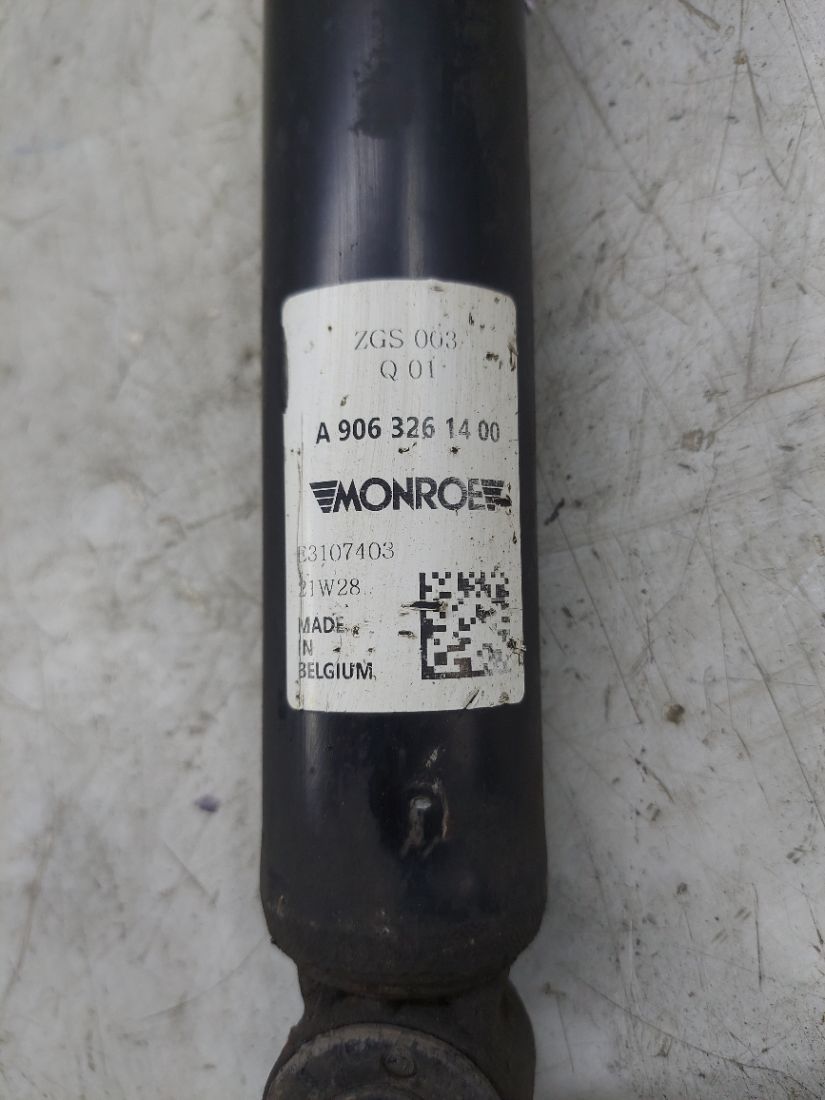 ZGS 003
Q 01
A 906 326 14 00
MONROE
E3107403
21W28
MADE
IN
BELGIUM